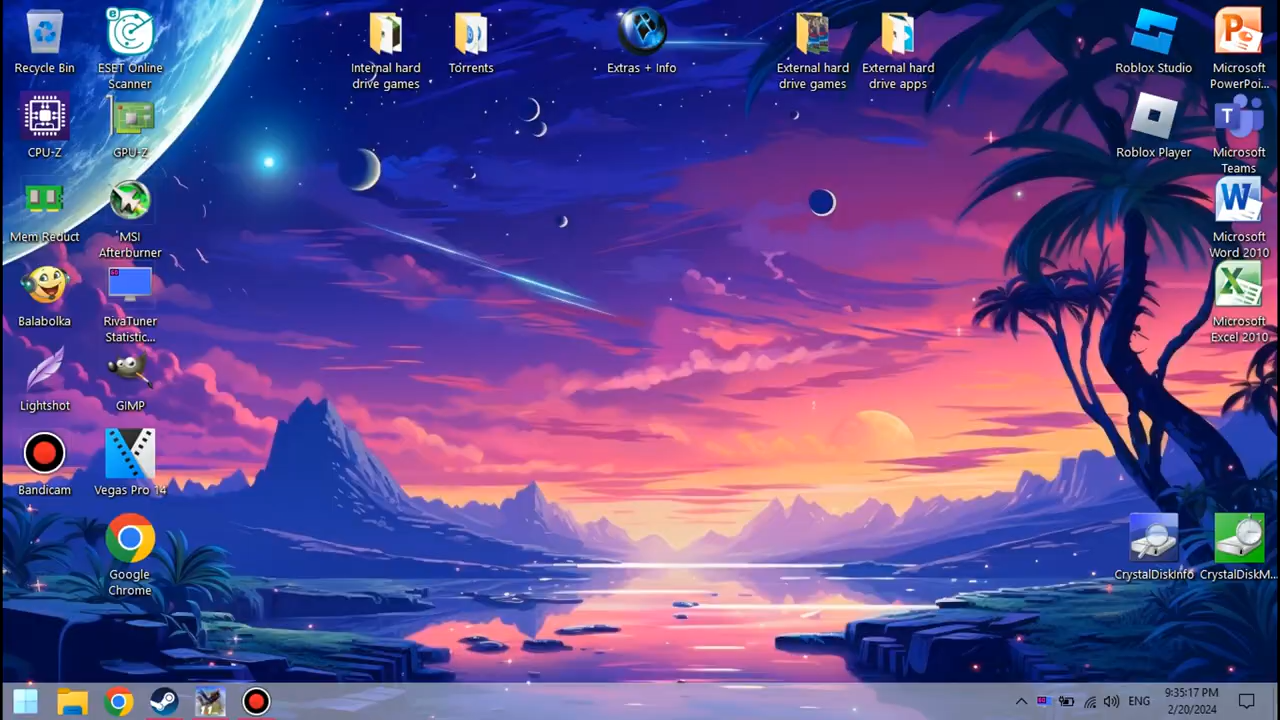 Recycle Bin
ESET Online
Scanner
Internal hard
drive games
Torrents
Extras + Info
External hard
drive games
External hard
drive apps
Roblox Studio
Microsoft
PowerPoi...
CPU-Z
GPU-Z
Roblox Player
Microsoft
Teams
Mem Reduct
MSI
Afterburner
Microsoft
Word 2010
Balabolka
RivaTuner
Statistic...
Microsoft
Excel 2010
Lightshot
GIMP
Bandicam
Vegas Pro 14
Google
Chrome
CrystalDiskInfo
CrystalDiskM...
ENG
9:35:17 PM
2/20/2024